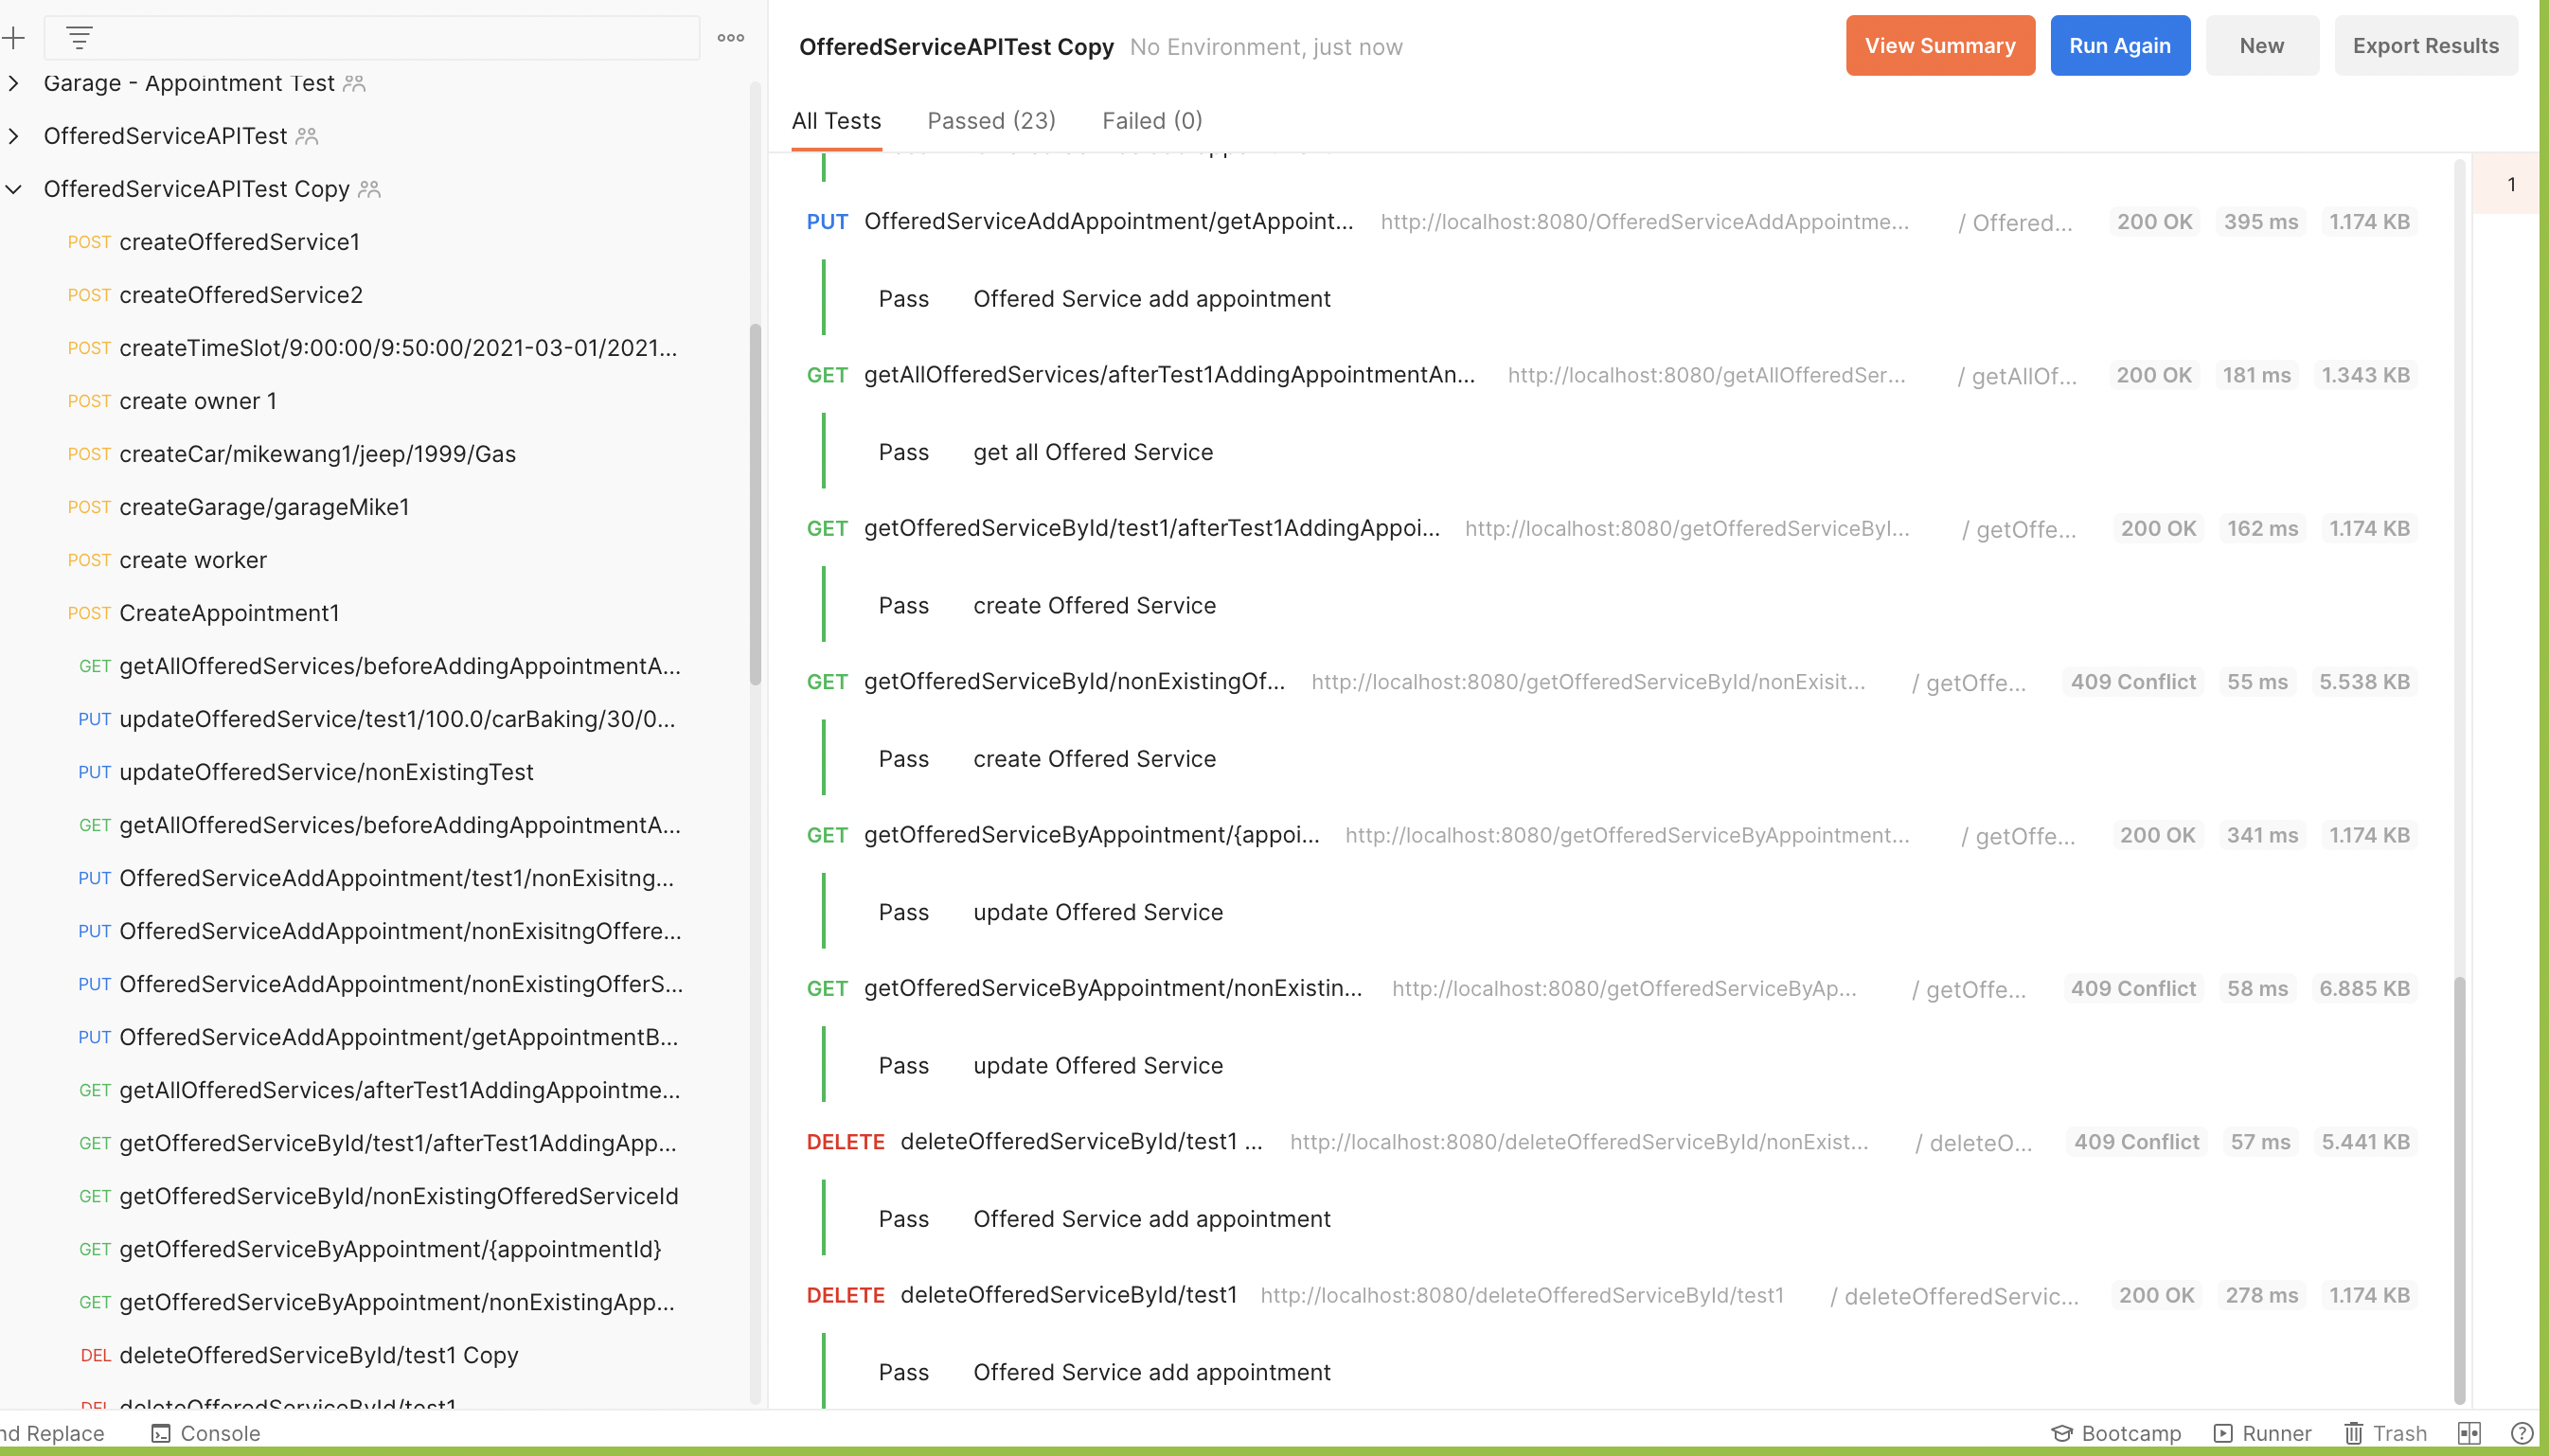 Garage - Appointment Test
OfferedServiceAPITest
OfferedServiceAPITest Copy
POST createOfferedService1
POST createOfferedService2
POST createTimeSlot/9:00:00/9:50:00/2021-03-01/2021...
POST create owner 1
POST createCar/mikewang1/jeep/1999/Gas
POST createGarage/garageMike1
POST create worker
POST CreateAppointment1
GET getAllOfferedServices/beforeAddingAppointmentA...
PUT updateOfferedService/test1/100.0/carBaking/30/0...
PUT updateOfferedService/nonExistingTest
GET getAllOfferedServices/beforeAddingAppointmentA...
PUT OfferedServiceAddAppointment/test1/nonExisitng...
PUT OfferedServiceAddAppointment/nonExisitngOffere...
PUT OfferedServiceAddAppointment/nonExistingOfferS...
PUT OfferedServiceAddAppointment/getAppointmentB...
GET getAllOfferedServices/afterTest1AddingAppointme...
GET getOfferedServiceById/test1/afterTest1AddingApp...
GET getOfferedServiceById/nonExistingOfferedServiceId
GET getOfferedServiceByAppointment/{appointmentId}
GET getOfferedServiceByAppointment/nonExistingApp...
DEL deleteOfferedServiceById/test1 Copy
DEL deleteOfferedServiceById/test1
OfferedServiceAPITest Copy No Environment, just now
View Summary Run Again New Export Results
All Tests Passed (23) Failed (0)
1
PUT OfferedServiceAddAppointment/getAppoint... http://localhost:8080/OfferedServiceAddAppointme... / Offered... 200 OK 395 ms 1.174 KB
Pass Offered Service add appointment
GET getAllOfferedServices/afterTest1AddingAppointmentAn... http://localhost:8080/getAllOfferedSer... / getAllOf... 200 OK 181 ms 1.343 KB
Pass get all Offered Service
GET getOfferedServiceById/test1/afterTest1AddingAppoi... http://localhost:8080/getOfferedServiceByI... / getOffe... 200 OK 162 ms 1.174 KB
Pass create Offered Service
GET getOfferedServiceById/nonExistingOf... http://localhost:8080/getOfferedServiceById/nonExisit... / getOffe... 409 Conflict 55 ms 5.538 KB
Pass create Offered Service
GET getOfferedServiceByAppointment/{appoi... http://localhost:8080/getOfferedServiceByAppointment... / getOffe... 200 OK 341 ms 1.174 KB
Pass update Offered Service
GET getOfferedServiceByAppointment/nonExistin... http://localhost:8080/getOfferedServiceByAp... / getOffe... 409 Conflict 58 ms 6.885 KB
Pass update Offered Service
DELETE deleteOfferedServiceById/test1 ... http://localhost:8080/deleteOfferedServiceById/nonExist... / deleteO... 409 Conflict 57 ms 5.441 KB
Pass Offered Service add appointment
DELETE deleteOfferedServiceById/test1 http://localhost:8080/deleteOfferedServiceById/test1 / deleteOfferedServic... 200 OK 278 ms 1.174 KB
Pass Offered Service add appointment
nd Replace Console Bootcamp Runner Trash